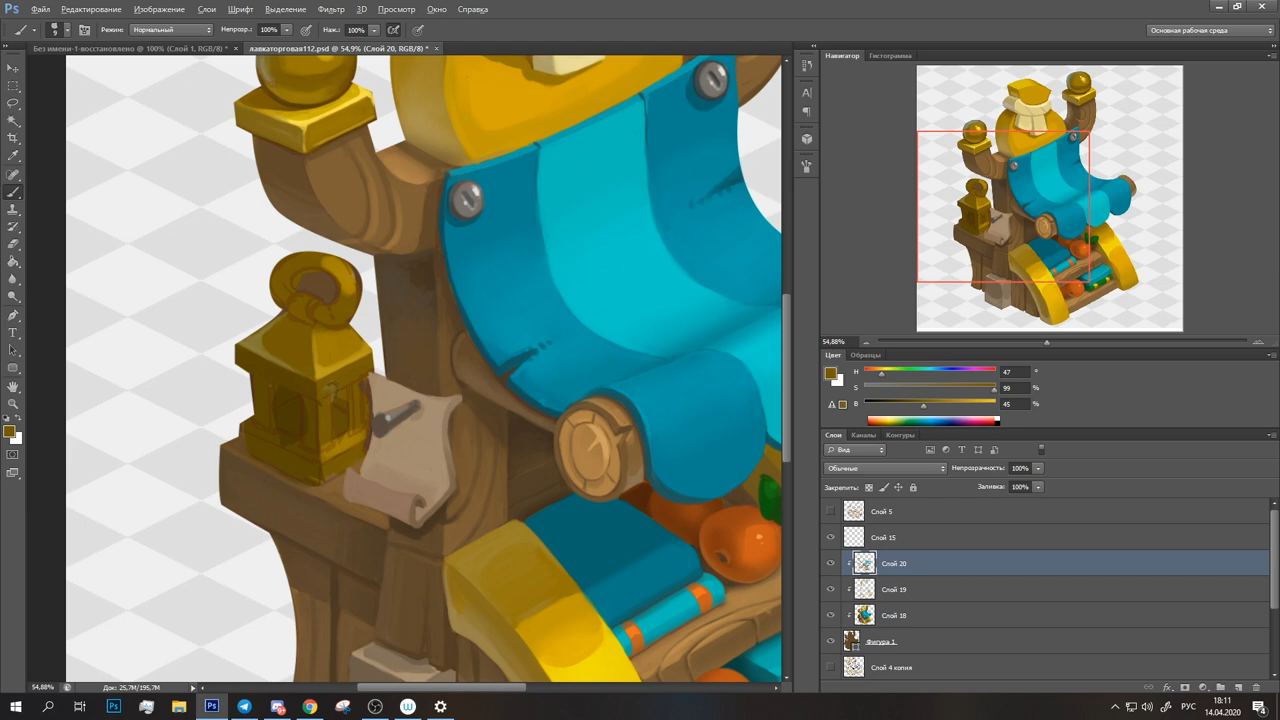 Ps Файл Редактирование Изображение Слои Шрифт Выделение Фильтр 3D Просмотр Окно Справка
9 Режим: Нормальный Непрозр.: 100% Наж.: 100% Основная рабочая среда
Без имени-1-восстановлено @ 100% (Слой 1, RGB/8) * × лавкаторговая112.psd @ 54,9% (Слой 20, RGB/8) * ×
Навигатор Гистограмма
54,88%
Цвет Образцы
H 47 °
S 99 %
B 45 %
Слои Каналы Контуры
Вид
Обычные Непрозрачность: 100%
Закрепить: Заливка: 100%
Слой 5
Слой 15
Слой 20
Слой 19
Слой 18
Фигура 1
Слой 4 копия
54,88% Док: 25,7M/195,7M
РУС 18:11
14.04.2020